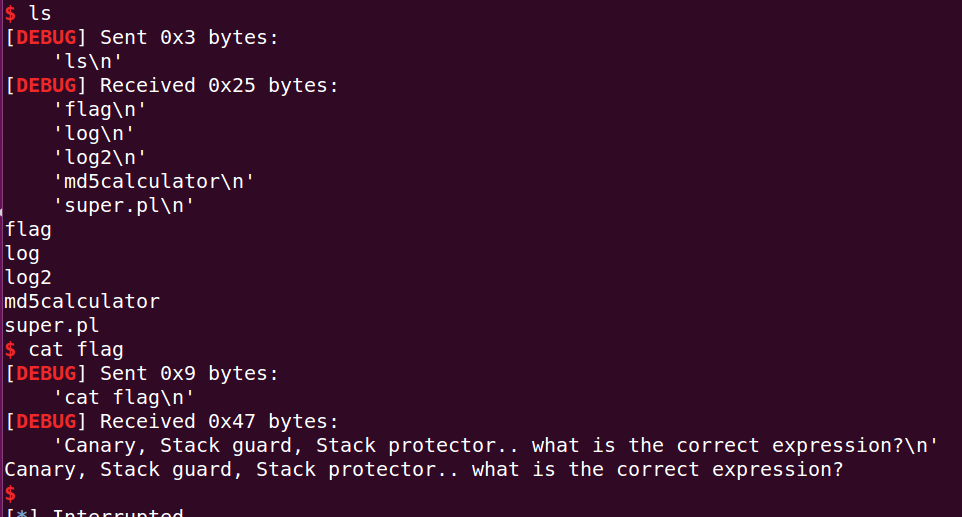 $ ls
[DEBUG] Sent 0x3 bytes:
    'ls\n'
[DEBUG] Received 0x25 bytes:
    'flag\n'
    'log\n'
    'log2\n'
    'md5calculator\n'
    'super.pl\n'
flag
log
log2
md5calculator
super.pl
$ cat flag
[DEBUG] Sent 0x9 bytes:
    'cat flag\n'
[DEBUG] Received 0x47 bytes:
    'Canary, Stack guard, Stack protector.. what is the correct expression?\n'
Canary, Stack guard, Stack protector.. what is the correct expression?
$
[*] Interrupted